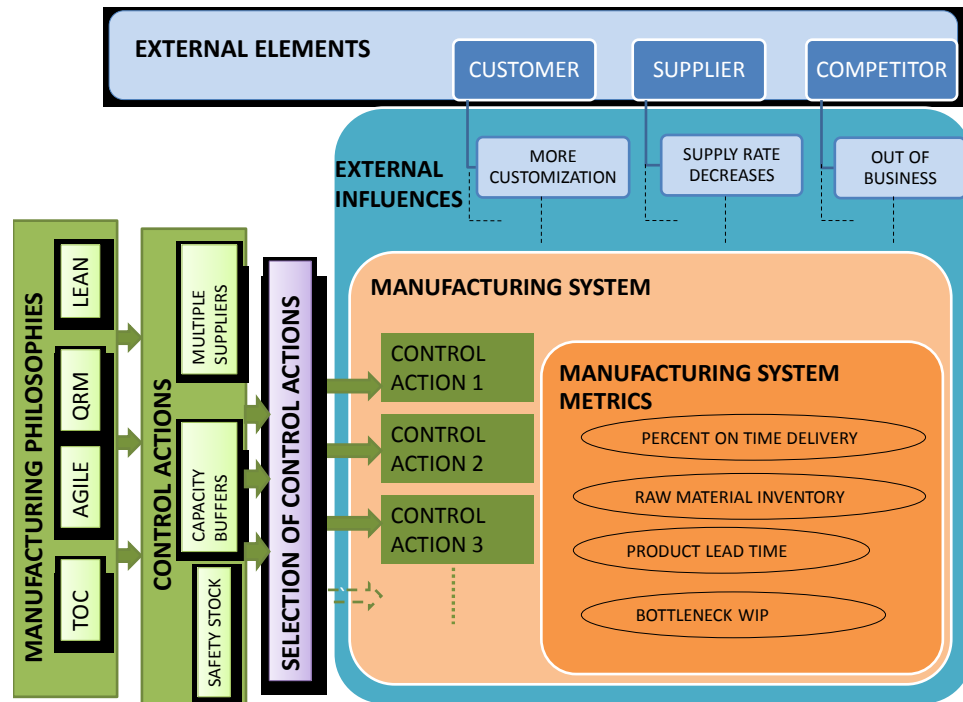 EXTERNAL ELEMENTS
CUSTOMER
SUPPLIER
COMPETITOR
EXTERNAL
INFLUENCES
MORE
CUSTOMIZATION
SUPPLY RATE
DECREASES
OUT OF
BUSINESS
MANUFACTURING PHILOSOPHIES
LEAN
QRM
AGILE
TOC
CONTROL ACTIONS
MULTIPLE
SUPPLIERS
CAPACITY
BUFFERS
SAFETY STOCK
SELECTION OF CONTROL ACTIONS
MANUFACTURING SYSTEM
CONTROL
ACTION 1
CONTROL
ACTION 2
CONTROL
ACTION 3
MANUFACTURING SYSTEM
METRICS
PERCENT ON TIME DELIVERY
RAW MATERIAL INVENTORY
PRODUCT LEAD TIME
BOTTLENECK WIP